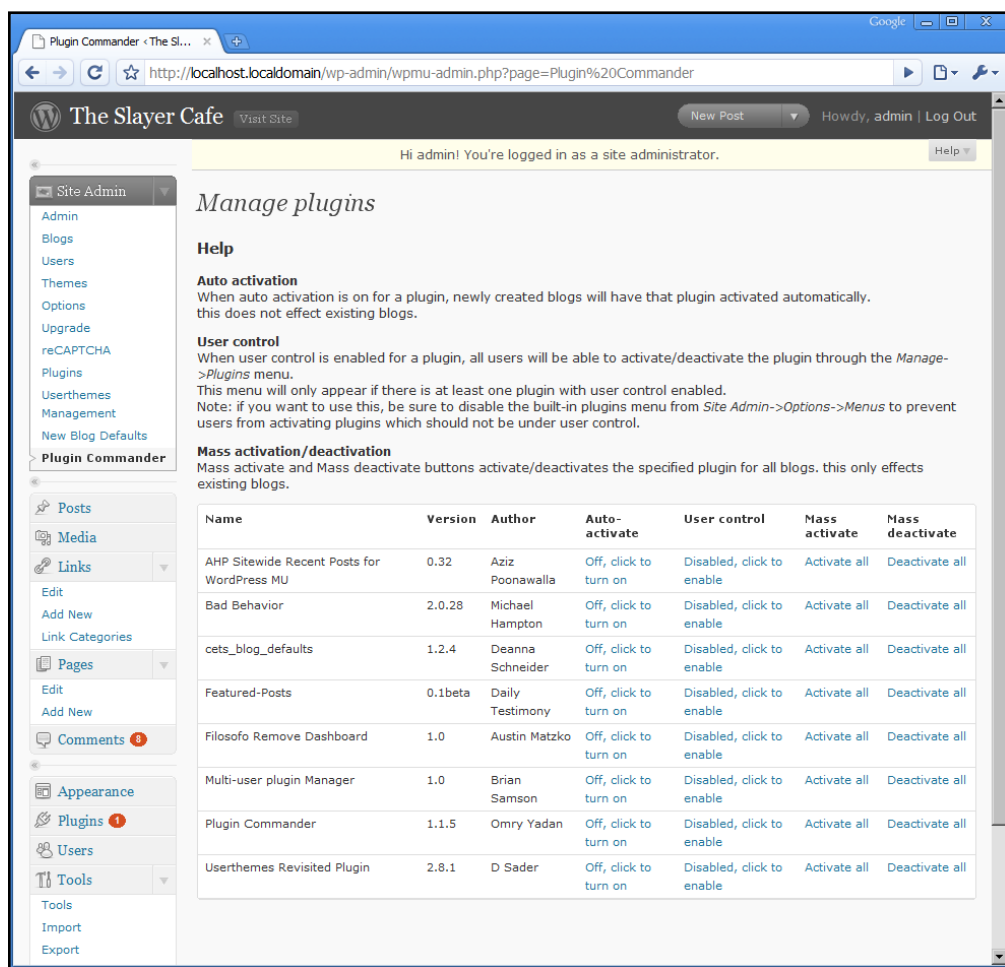 Google
Plugin Commander ‹ The Sl...
http://localhost.localdomain/wp-admin/wpmu-admin.php?page=Plugin%20Commander
The Slayer Cafe Visit Site
New Post
Howdy, admin | Log Out
Hi admin! You're logged in as a site administrator.
Help
Site Admin
Admin
Blogs
Users
Themes
Options
Upgrade
reCAPTCHA
Plugins
Userthemes
Management
New Blog Defaults
Plugin Commander
Posts
Media
Links
Edit
Add New
Link Categories
Pages
Edit
Add New
Comments 8
Appearance
Plugins 1
Users
Tools
Tools
Import
Export
Manage plugins
Help
Auto activation
When auto activation is on for a plugin, newly created blogs will have that plugin activated automatically.
this does not effect existing blogs.
User control
When user control is enabled for a plugin, all users will be able to activate/deactivate the plugin through the Manage-
>Plugins menu.
This menu will only appear if there is at least one plugin with user control enabled.
Note: if you want to use this, be sure to disable the built-in plugins menu from Site Admin->Options->Menus to prevent
users from activating plugins which should not be under user control.
Mass activation/deactivation
Mass activate and Mass deactivate buttons activate/deactivates the specified plugin for all blogs. this only effects
existing blogs.
Name Version Author Auto- User control Mass Mass
activate activate deactivate
AHP Sitewide Recent Posts for 0.32 Aziz Off, click to Disabled, click to Activate all Deactivate all
WordPress MU Poonawalla turn on enable
Bad Behavior 2.0.28 Michael Off, click to Disabled, click to Activate all Deactivate all
Hampton turn on enable
cets_blog_defaults 1.2.4 Deanna Off, click to Disabled, click to Activate all Deactivate all
Schneider turn on enable
Featured-Posts 0.1beta Daily Off, click to Disabled, click to Activate all Deactivate all
Testimony turn on enable
Filosofo Remove Dashboard 1.0 Austin Matzko Off, click to Disabled, click to Activate all Deactivate all
turn on enable
Multi-user plugin Manager 1.0 Brian Off, click to Disabled, click to Activate all Deactivate all
Samson turn on enable
Plugin Commander 1.1.5 Omry Yadan Off, click to Disabled, click to Activate all Deactivate all
turn on enable
Userthemes Revisited Plugin 2.8.1 D Sader Off, click to Disabled, click to Activate all Deactivate all
turn on enable